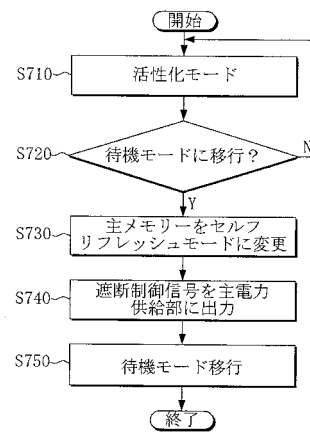 開始
S710
活性化モード
S720
待機モードに移行？
N
Y
S730
主メモリーをセルフ
リフレッシュモードに変更
S740
遮断制御信号を主電力
供給部に出力
S750
待機モード移行
終了